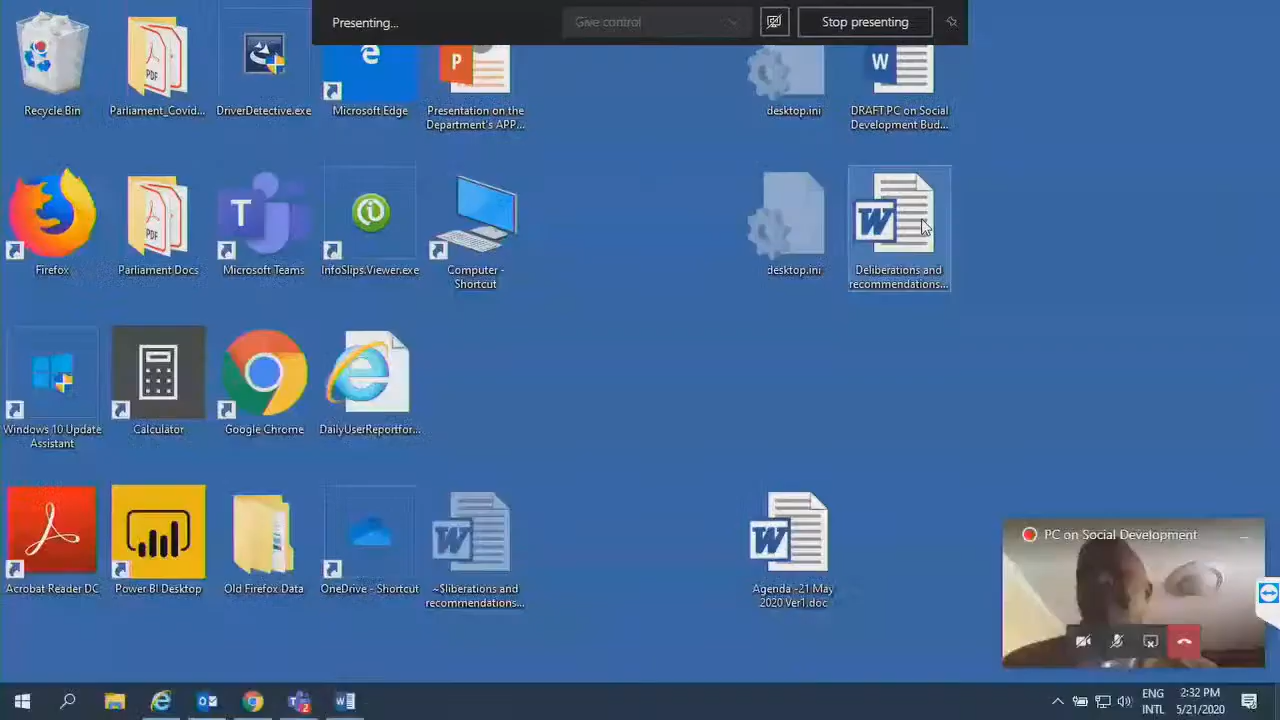 Presenting...
Give control
Stop presenting
Recycle Bin
Parliament_Covid...
DriverDetective.exe
Microsoft Edge
Presentation on the
Department's APP...
desktop.ini
DRAFT PC on Social
Development Bud...
Firefox
Parliament Docs
Microsoft Teams
InfoSlips.Viewer.exe
Computer -
Shortcut
desktop.ini
Deliberations and
recommendations...
Windows 10 Update
Assistant
Calculator
Google Chrome
DailyUserReportfor...
Acrobat Reader DC
Power BI Desktop
Old Firefox Data
OneDrive - Shortcut
~$liberations and
recommendations...
Agenda -21 May
2020 Ver1.doc
PC on Social Development
ENG
INTL
2:32 PM
5/21/2020